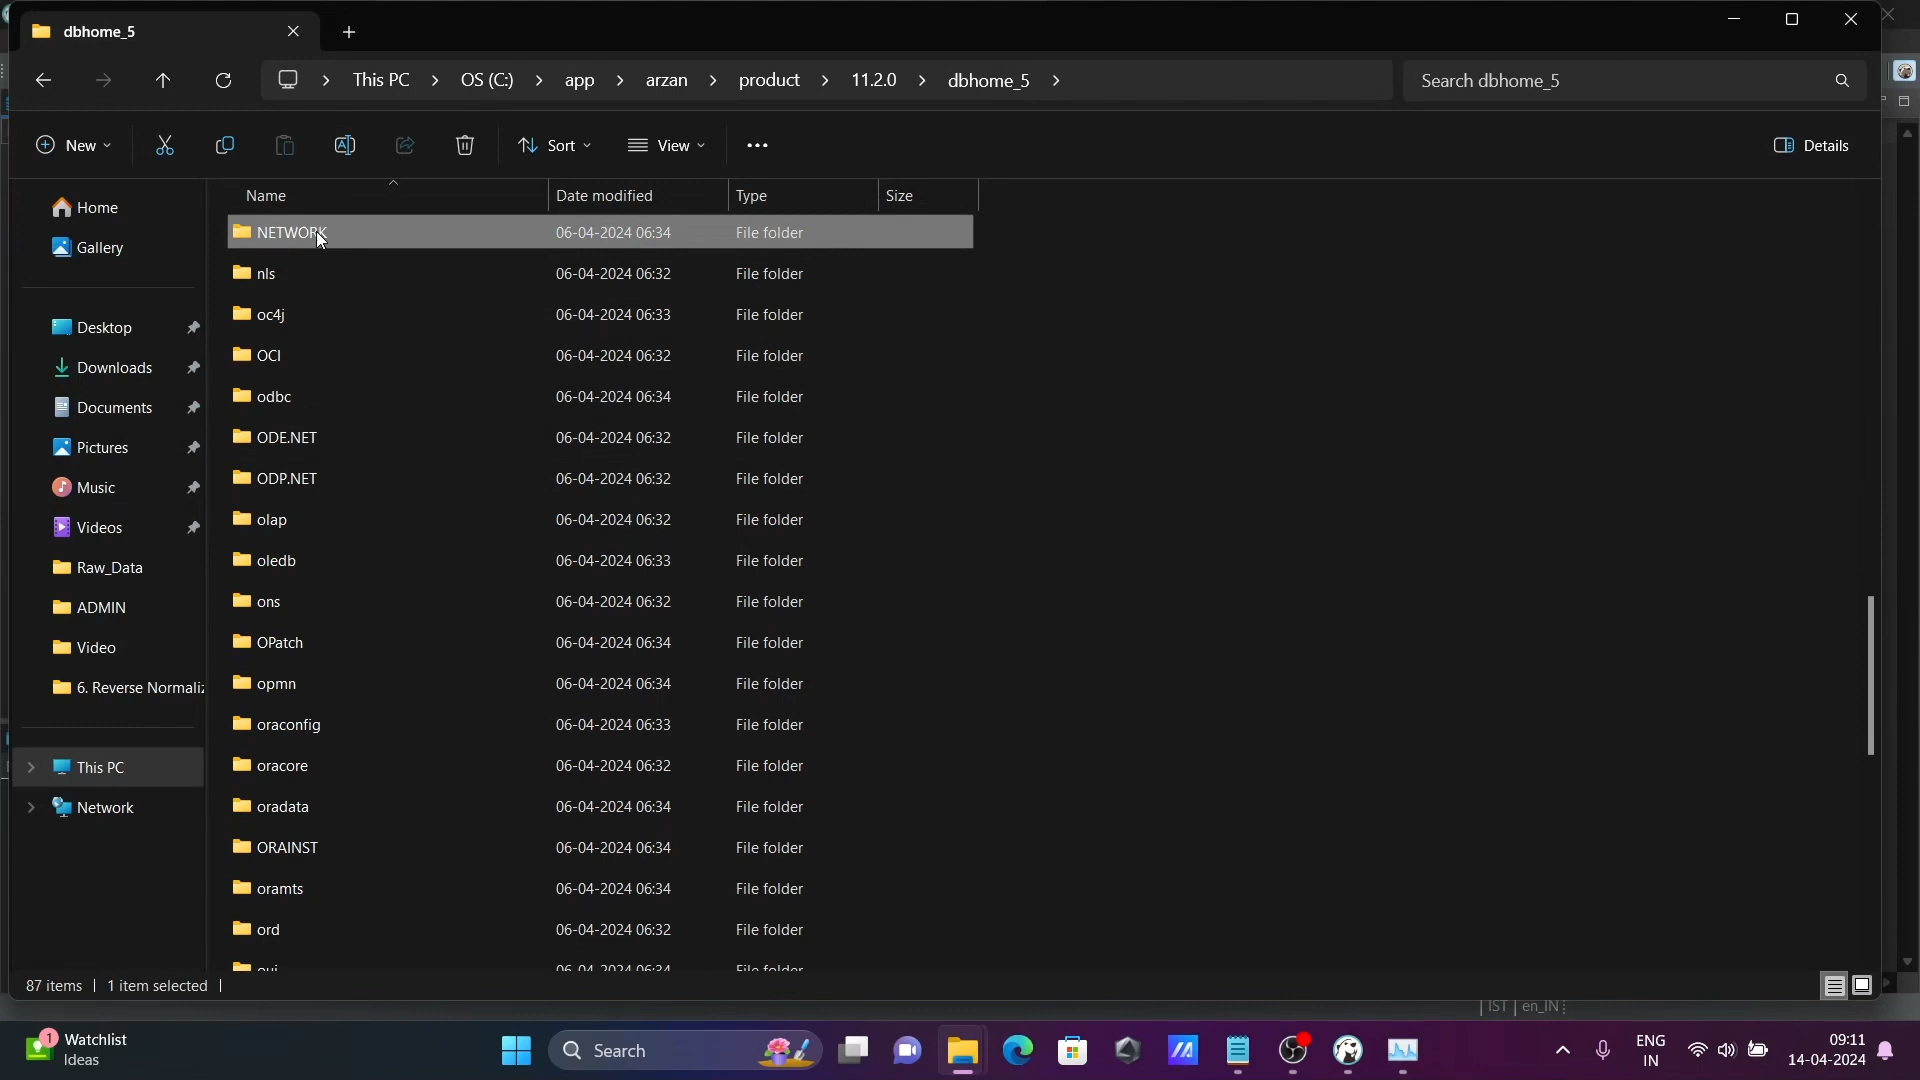 dbhome_5
This PC > OS (C:) > app > arzan > product > 11.2.0 > dbhome_5 >
Search dbhome_5
New
Sort
View
Details
Name Date modified Type Size
Home
Gallery
Desktop
Downloads
Documents
Pictures
Music
Videos
Raw_Data
ADMIN
Video
6. Reverse Normaliz
This PC
Network
NETWORK 06-04-2024 06:34 File folder
nls 06-04-2024 06:32 File folder
oc4j 06-04-2024 06:33 File folder
OCI 06-04-2024 06:32 File folder
odbc 06-04-2024 06:34 File folder
ODE.NET 06-04-2024 06:32 File folder
ODP.NET 06-04-2024 06:32 File folder
olap 06-04-2024 06:32 File folder
oledb 06-04-2024 06:33 File folder
ons 06-04-2024 06:32 File folder
OPatch 06-04-2024 06:34 File folder
opmn 06-04-2024 06:34 File folder
oraconfig 06-04-2024 06:33 File folder
oracore 06-04-2024 06:32 File folder
oradata 06-04-2024 06:34 File folder
ORAINST 06-04-2024 06:34 File folder
oramts 06-04-2024 06:34 File folder
ord 06-04-2024 06:32 File folder
oui 06-04-2024 06:34 File folder
87 items | 1 item selected |
| IST | en_IN
1
Watchlist
Ideas
Search
ENG
IN
09:11
14-04-2024